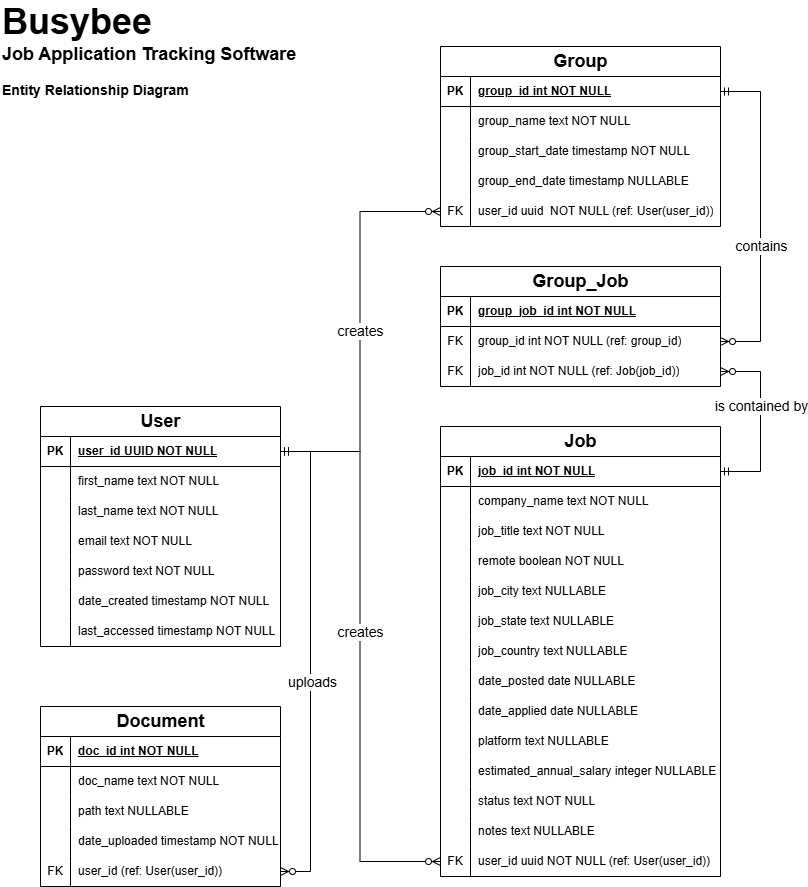 Busybee
Job Application Tracking Software
Entity Relationship Diagram
Group
PK group_id int NOT NULL
group_name text NOT NULL
group_start_date timestamp NOT NULL
group_end_date timestamp NULLABLE
FK user_id uuid  NOT NULL (ref: User(user_id))
contains
Group_Job
PK group_job_id int NOT NULL
FK group_id int NOT NULL (ref: group_id)
FK job_id int NOT NULL (ref: Job(job_id))
creates
is contained by
User
PK user_id UUID NOT NULL
first_name text NOT NULL
last_name text NOT NULL
email text NOT NULL
password text NOT NULL
date_created timestamp NOT NULL
last_accessed timestamp NOT NULL
Job
PK job_id int NOT NULL
company_name text NOT NULL
job_title text NOT NULL
remote boolean NOT NULL
job_city text NULLABLE
job_state text NULLABLE
job_country text NULLABLE
date_posted date NULLABLE
date_applied date NULLABLE
platform text NULLABLE
estimated_annual_salary integer NULLABLE
status text NOT NULL
notes text NULLABLE
FK user_id uuid NOT NULL (ref: User(user_id))
creates
uploads
Document
PK doc_id int NOT NULL
doc_name text NOT NULL
path text NULLABLE
date_uploaded timestamp NOT NULL
FK user_id (ref: User(user_id))